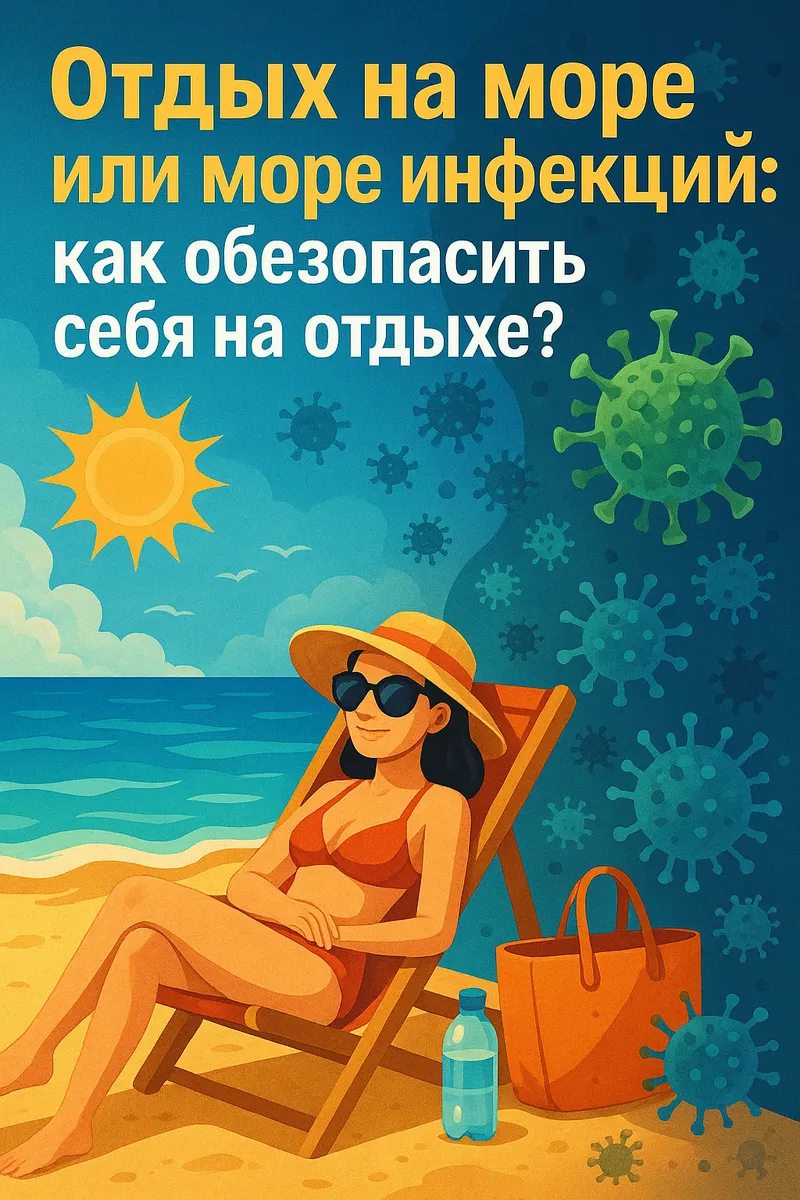 Отдых на море
или море инфекций:
как обезопасить
себя на отдыхе?